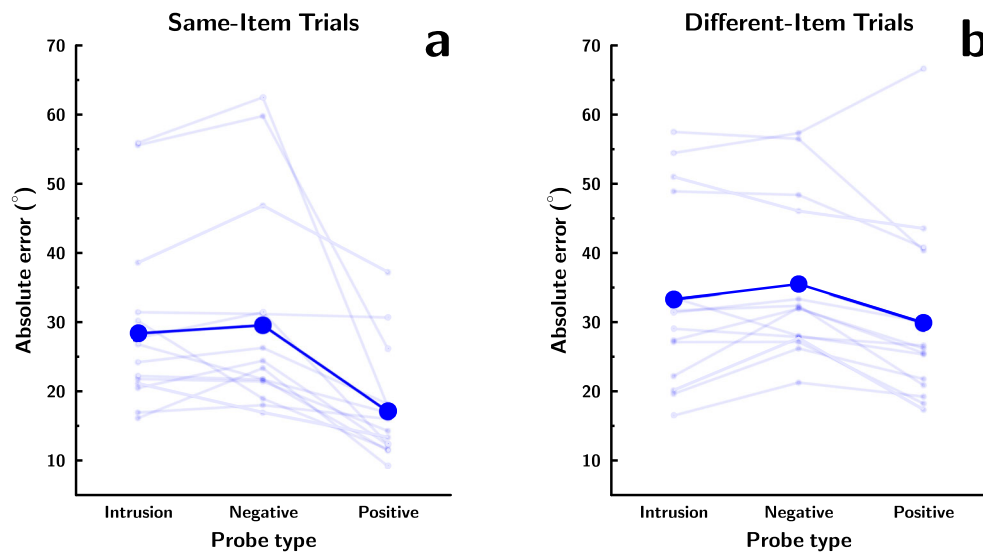 Same-Item Trials
a
70
60
50
40
30
20
10
Absolute error (°)
Intrusion Negative Positive
Probe type
Different-Item Trials
b
70
60
50
40
30
20
10
Absolute error (°)
Intrusion Negative Positive
Probe type